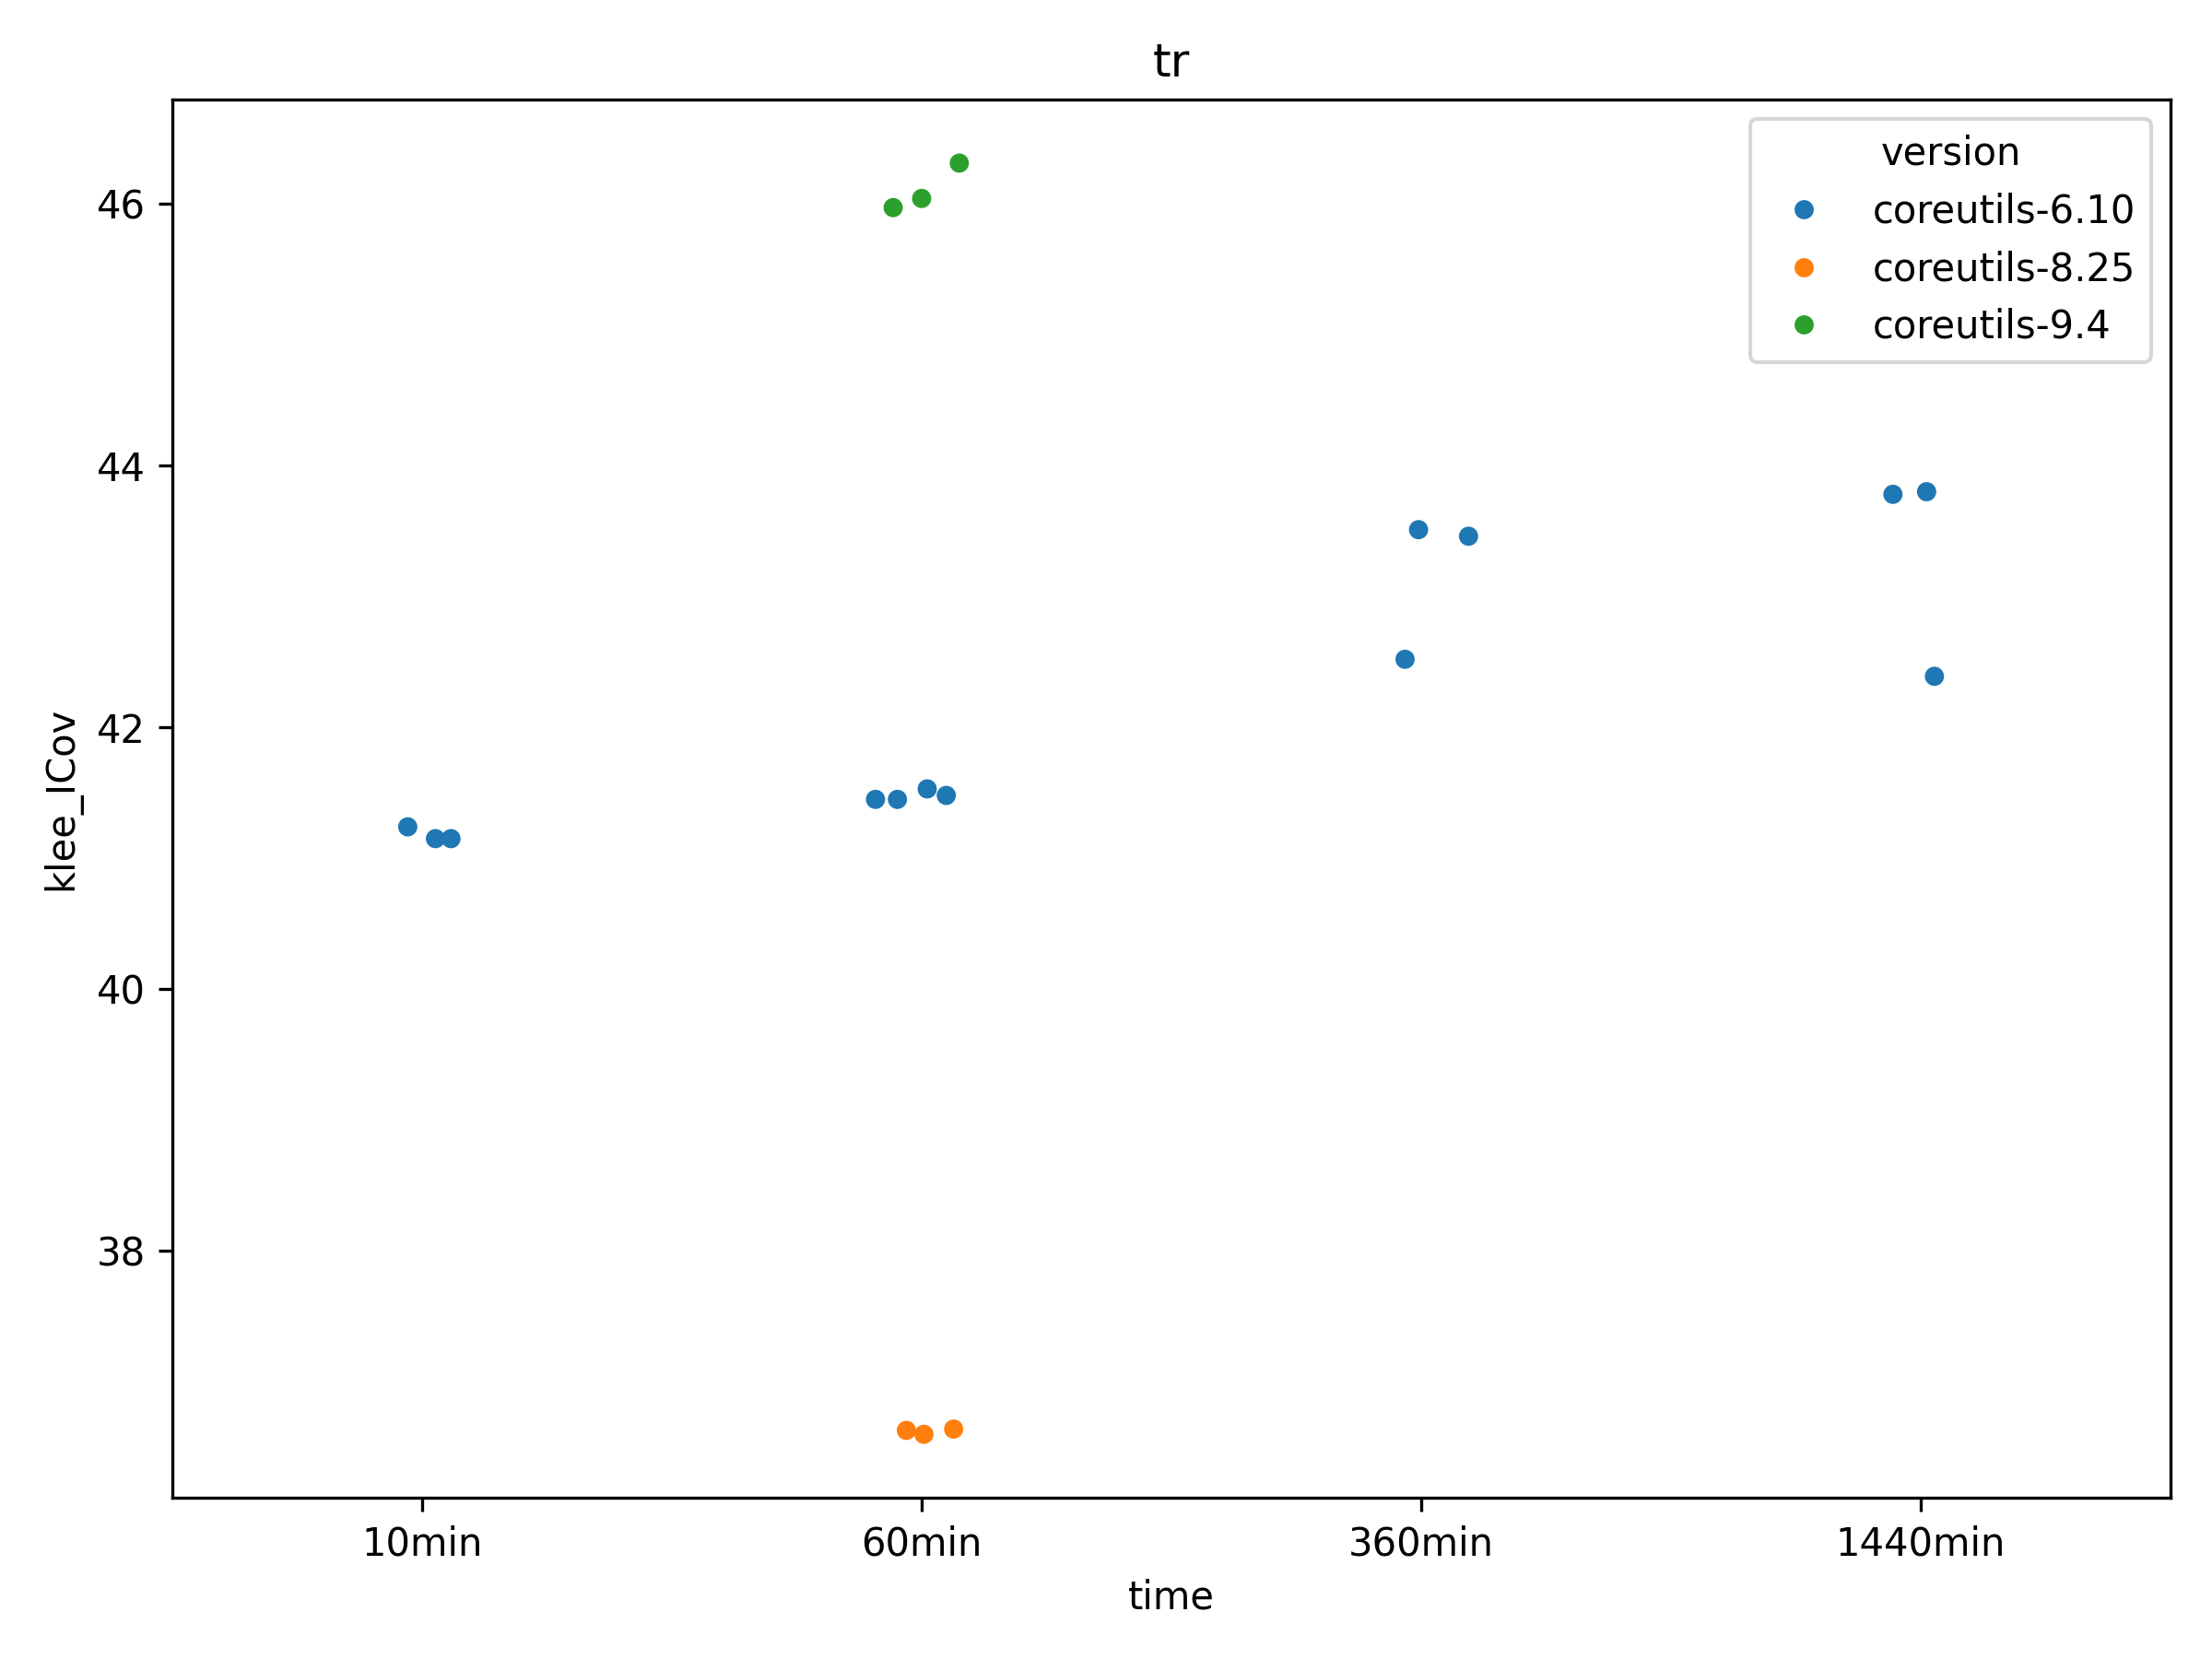 tr
version
coreutils-6.10
coreutils-8.25
coreutils-9.4
46
44
42
40
38
klee_ICov
10min
60min
360min
1440min
time